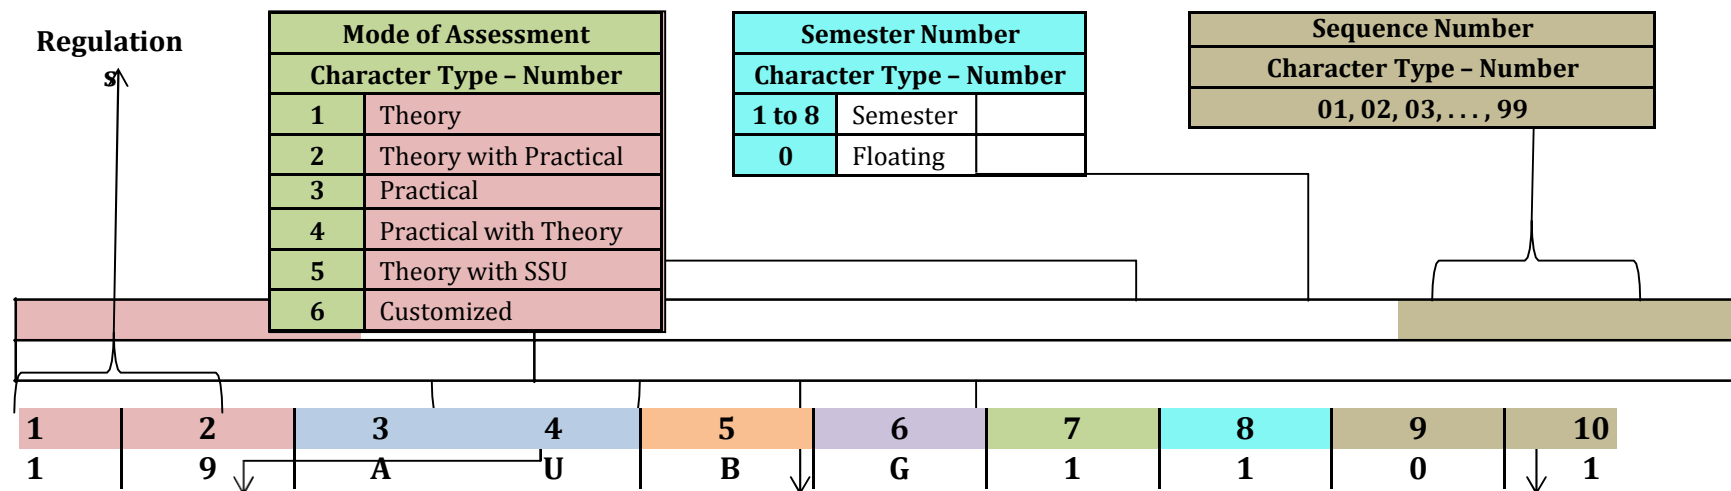 Regulation
s
Mode of Assessment
Character Type – Number
1 Theory
2 Theory with Practical
3 Practical
4 Practical with Theory
5 Theory with SSU
6 Customized
Semester Number
Character Type – Number
1 to 8 Semester
0 Floating
Sequence Number
Character Type – Number
01, 02, 03, . . . , 99
1 2 3 4 5 6 7 8 9 10
1 9 A U B G 1 1 0 1